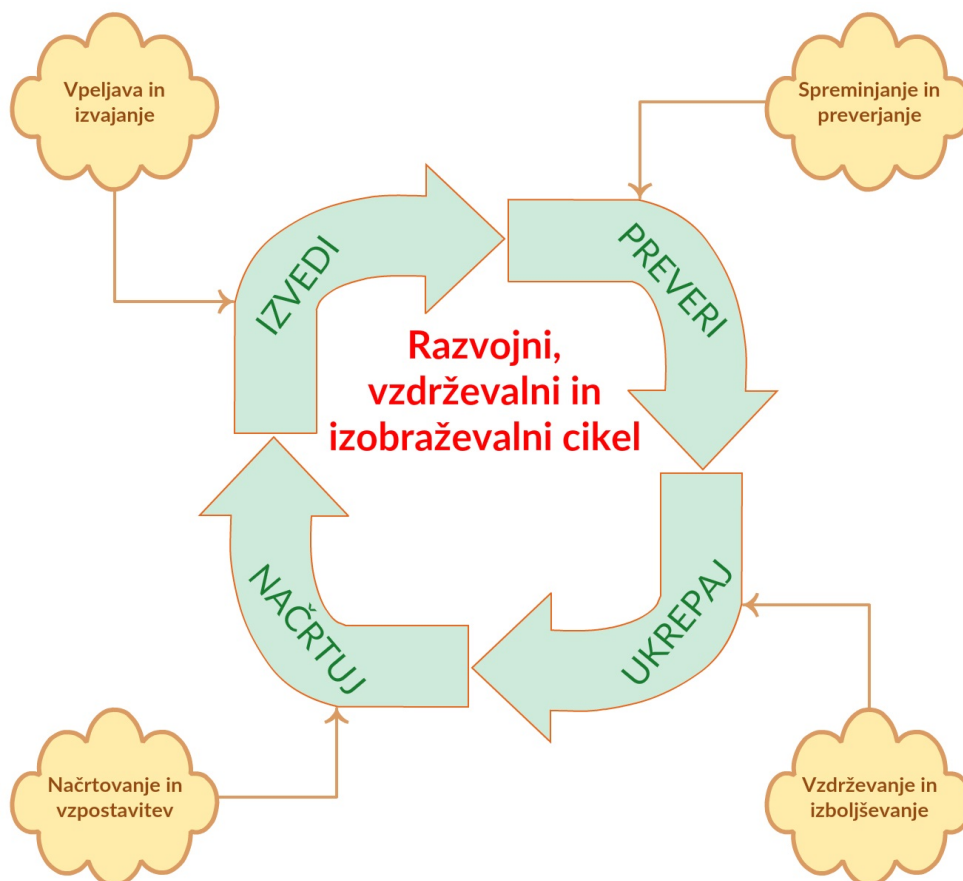 Vpeljava in
izvajanje
Spreminjanje in
preverjanje
IZVEDI
PREVERI
Razvojni,
vzdrževalni in
izobraževalni cikel
NAČRTUJ
UKREPAJ
Načrtovanje in
vzpostavitev
Vzdrževanje in
izboljševanje